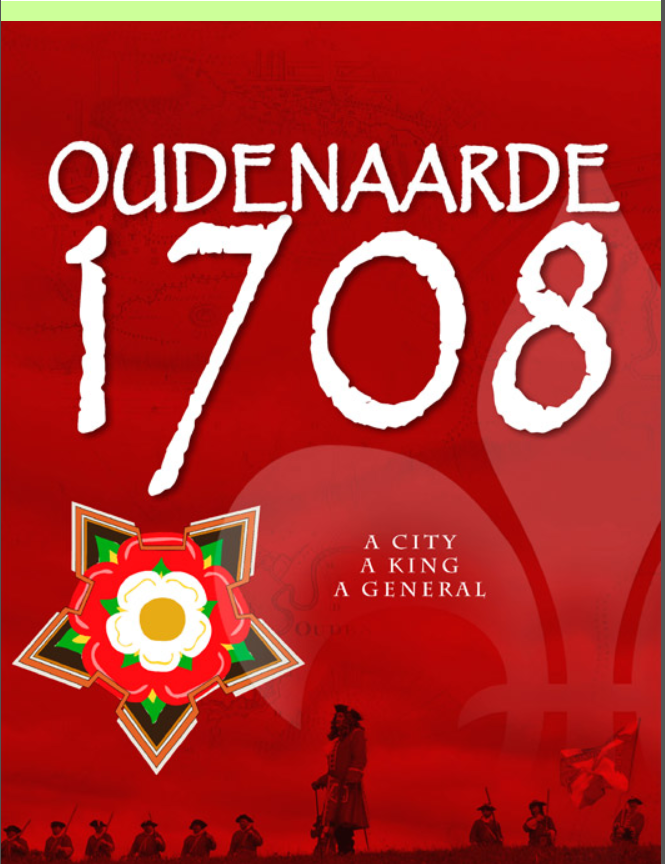 OUDENAARDE
1708
A CITY
A KING
A GENERAL